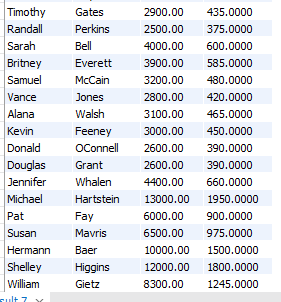 Timothy Gates 2900.00 435.0000
Randall Perkins 2500.00 375.0000
Sarah Bell 4000.00 600.0000
Britney Everett 3900.00 585.0000
Samuel McCain 3200.00 480.0000
Vance Jones 2800.00 420.0000
Alana Walsh 3100.00 465.0000
Kevin Feeney 3000.00 450.0000
Donald OConnell 2600.00 390.0000
Douglas Grant 2600.00 390.0000
Jennifer Whalen 4400.00 660.0000
Michael Hartstein 13000.00 1950.0000
Pat Fay 6000.00 900.0000
Susan Mavris 6500.00 975.0000
Hermann Baer 10000.00 1500.0000
Shelley Higgins 12000.00 1800.0000
William Gietz 8300.00 1245.0000
sult 7